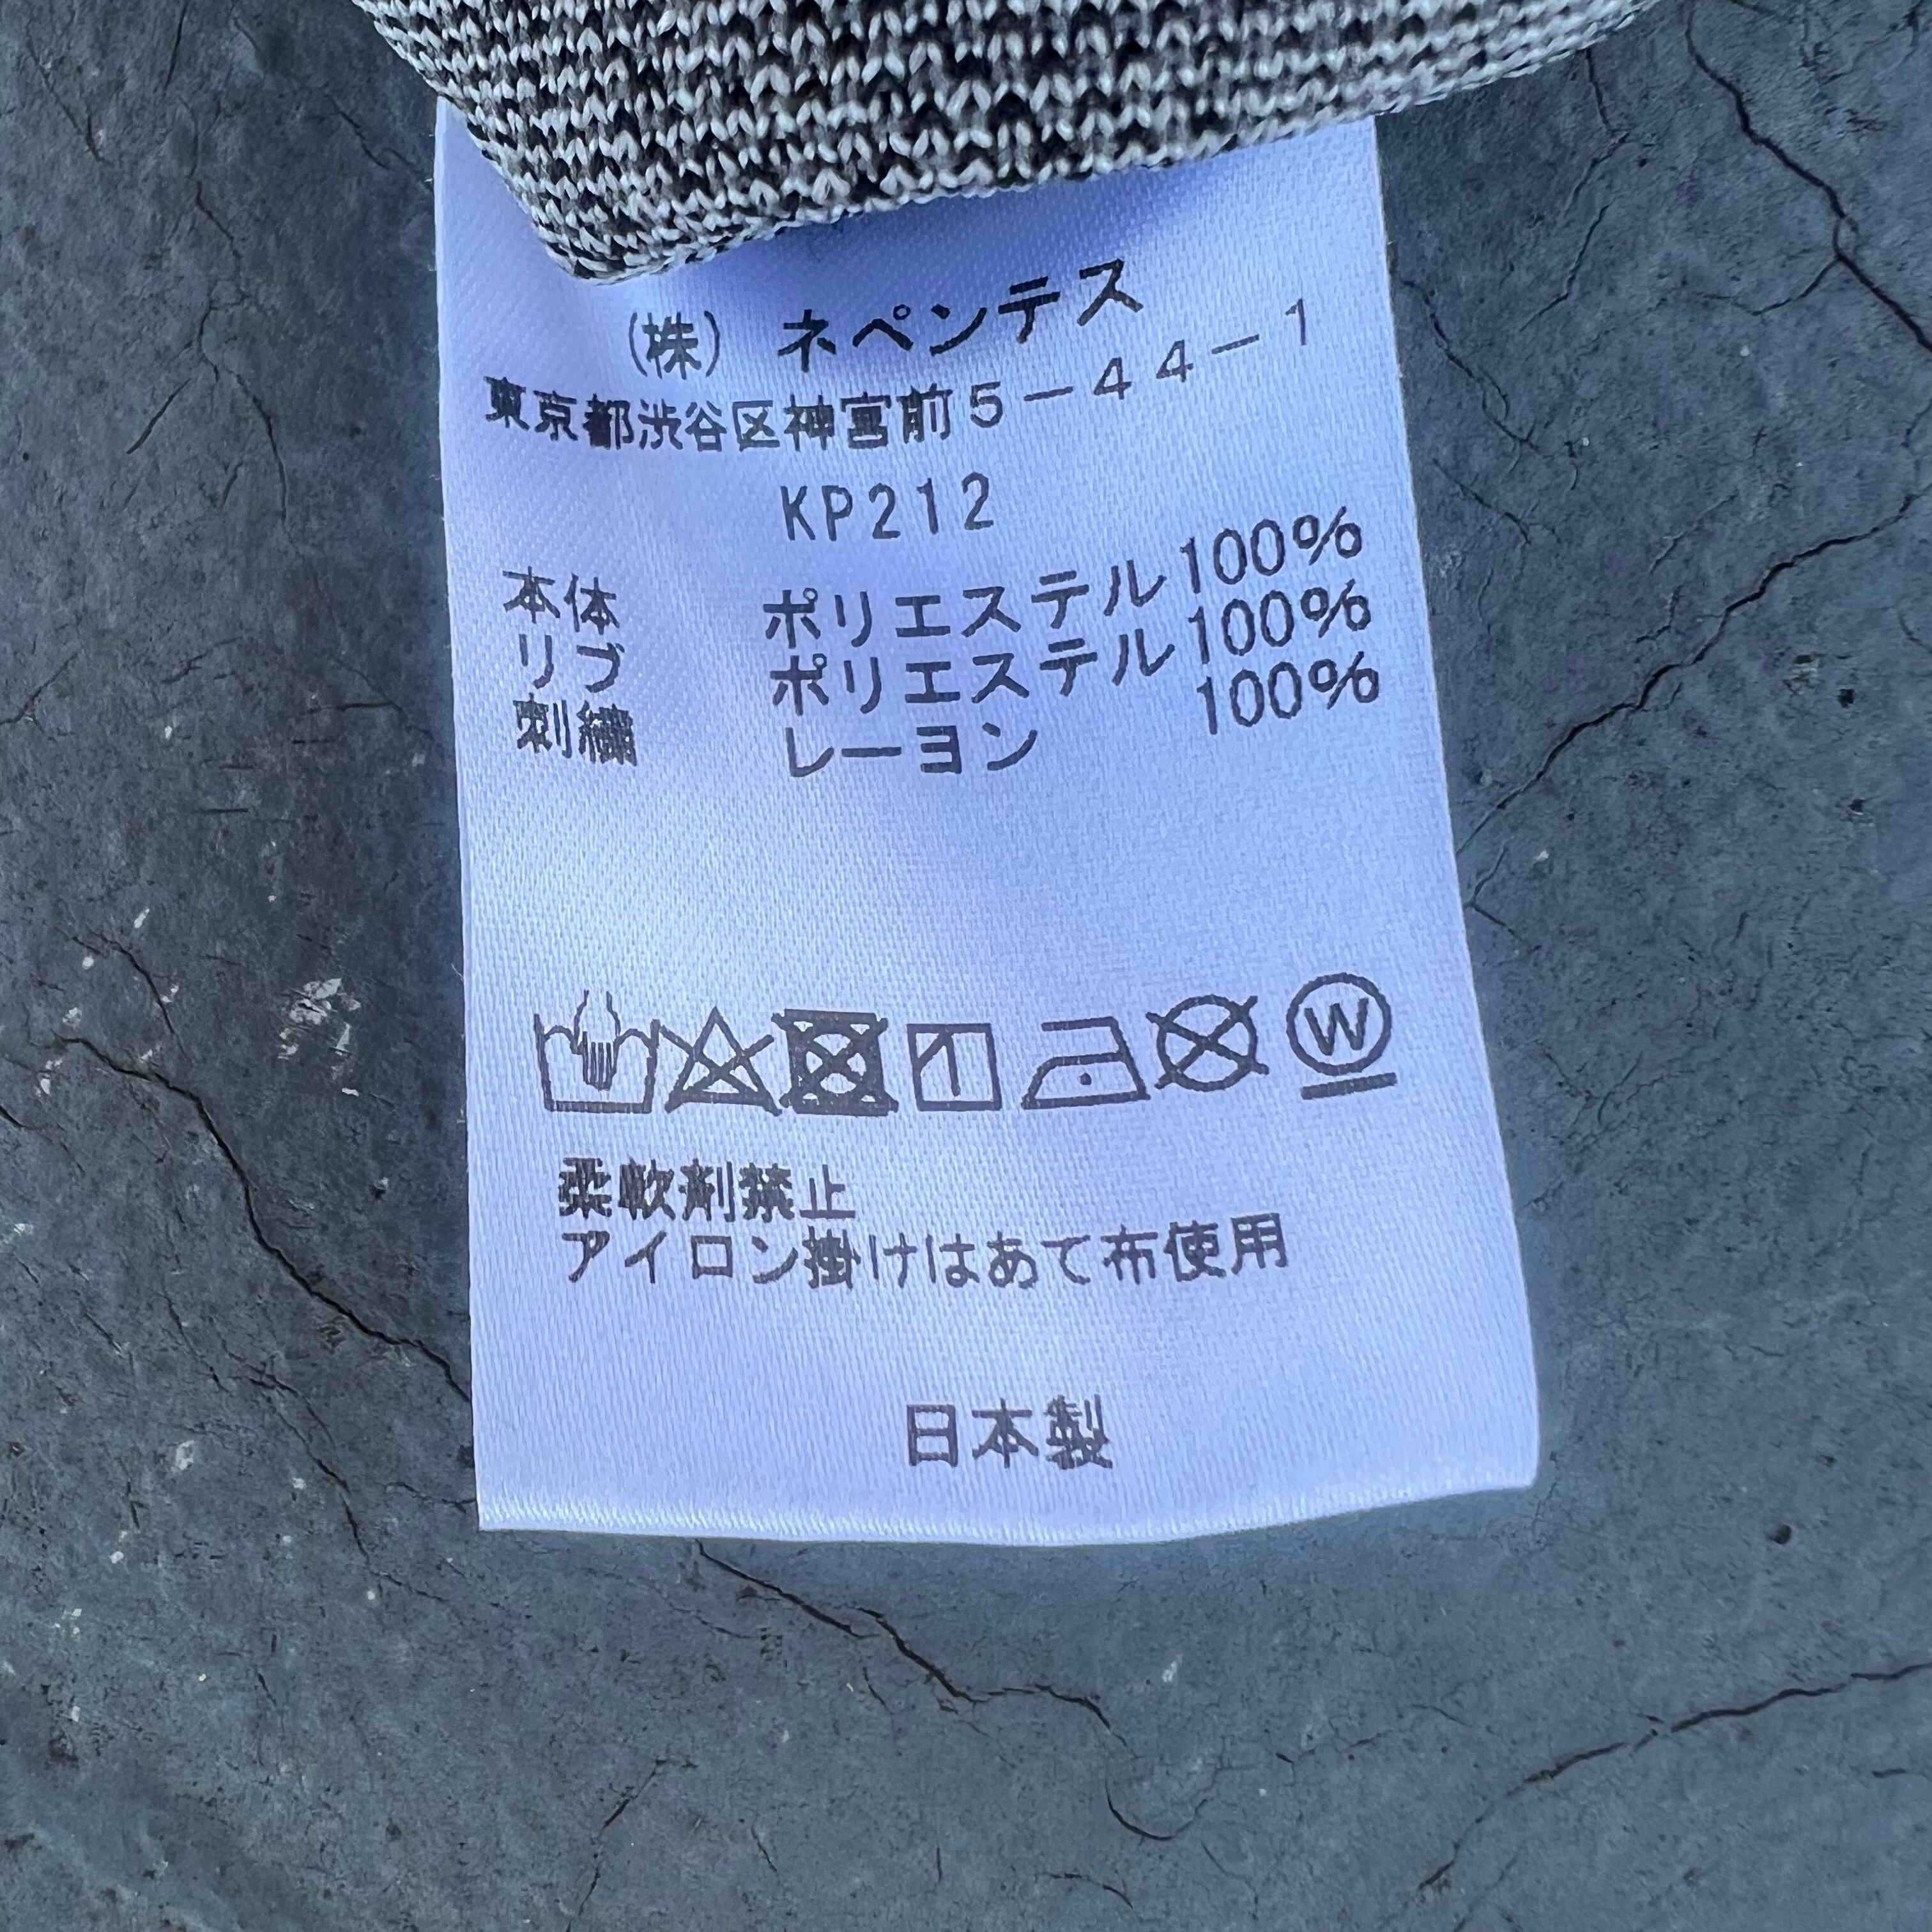 (株) ネペンテス
東京都渋谷区神宮前5-44-1
KP212
本体 ポリエステル100%
リブ ポリエステル100%
刺繍 レーヨン 100%
1 W
柔軟剤禁止
アイロン掛けはあて布使用
日本製